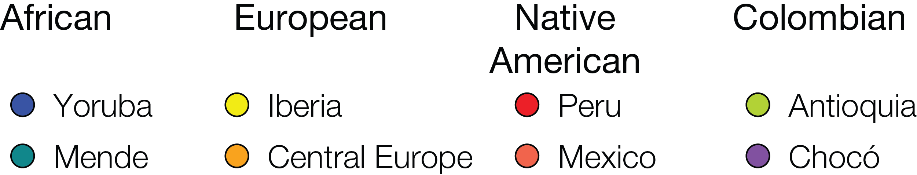 African European Native American Colombian
Yoruba Iberia Peru Antioquia
Mende Central Europe Mexico Chocó